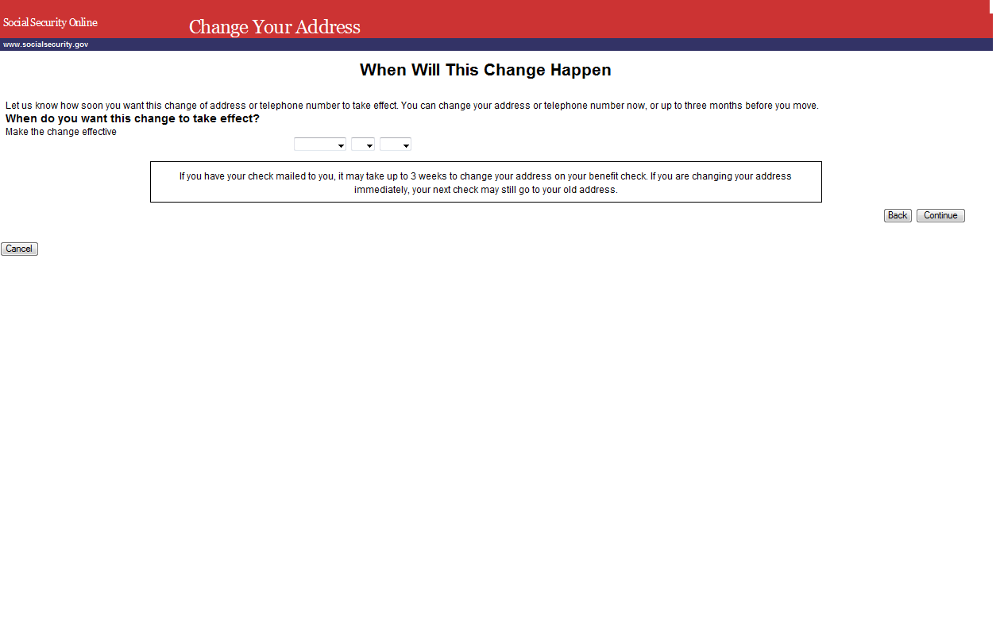 Social Security Online
Change Your Address
www.socialsecurity.gov
When Will This Change Happen
Let us know how soon you want this change of address or telephone number to take effect. You can change your address or telephone number now, or up to three months before you move.
When do you want this change to take effect?
Make the change effective
If you have your check mailed to you, it may take up to 3 weeks to change your address on your benefit check. If you are changing your address
immediately, your next check may still go to your old address.
Back Continue
Cancel